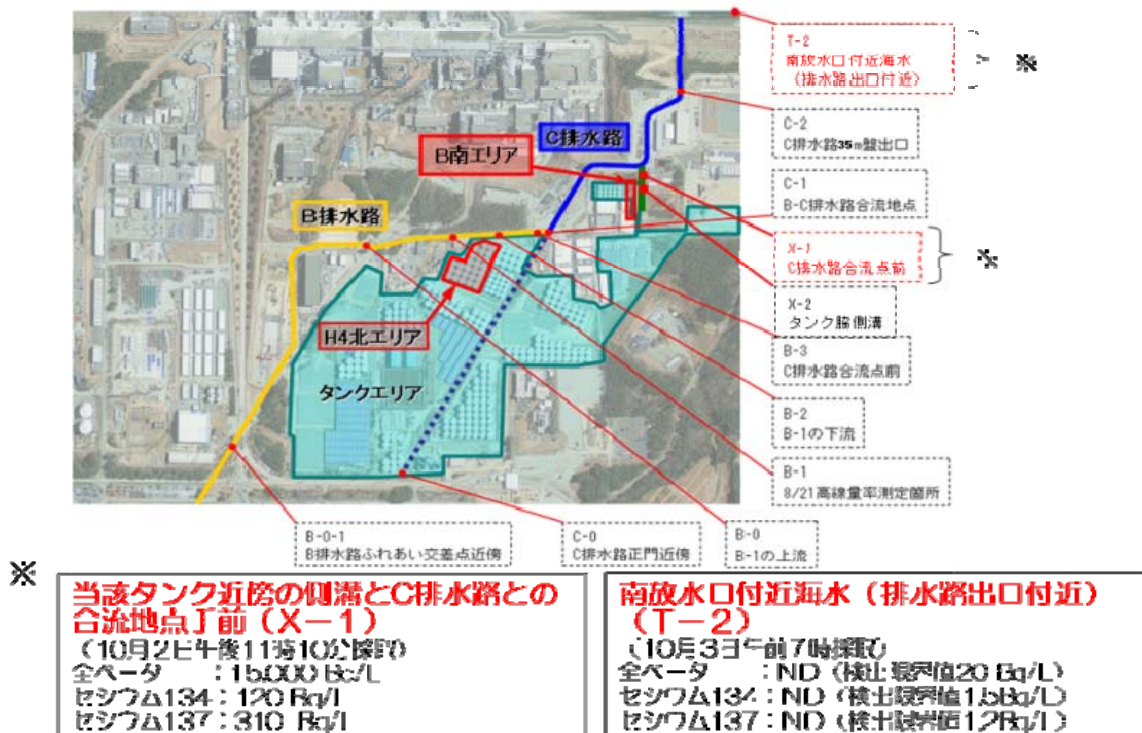 T-2
南放水口付近海水
(排水路出口付近)
※
C-2
C排水路35m盤出口
C排水路
B南エリア
C-1
B-C排水路合流地点
B排水路
X-1
C排水路合流点前
※
X-2
タンク脇側溝
H4北エリア
B-3
C排水路合流点前
タンクエリア
B-2
B-1の下流
B-1
8/21高線量率測定箇所
B-0-1
B排水路ふれあい交差点近傍
C-0
C排水路正門近傍
B-0
B-1の上流
※
当該タンク近傍の側溝とC排水路との
合流地点手前(X-1)
(10月2日午後11時10分採取)
全ベータ :15,000 Bq/L
セシウム134:120 Bq/L
セシウム137:310 Bq/L
南放水口付近海水(排水路出口付近)
(T-2)
(10月3日午前7時採取)
全ベータ :ND(検出限界値20 Bq/L)
セシウム134:ND(検出限界値1.5Bq/L)
セシウム137:ND(検出限界値1.2Bq/L)